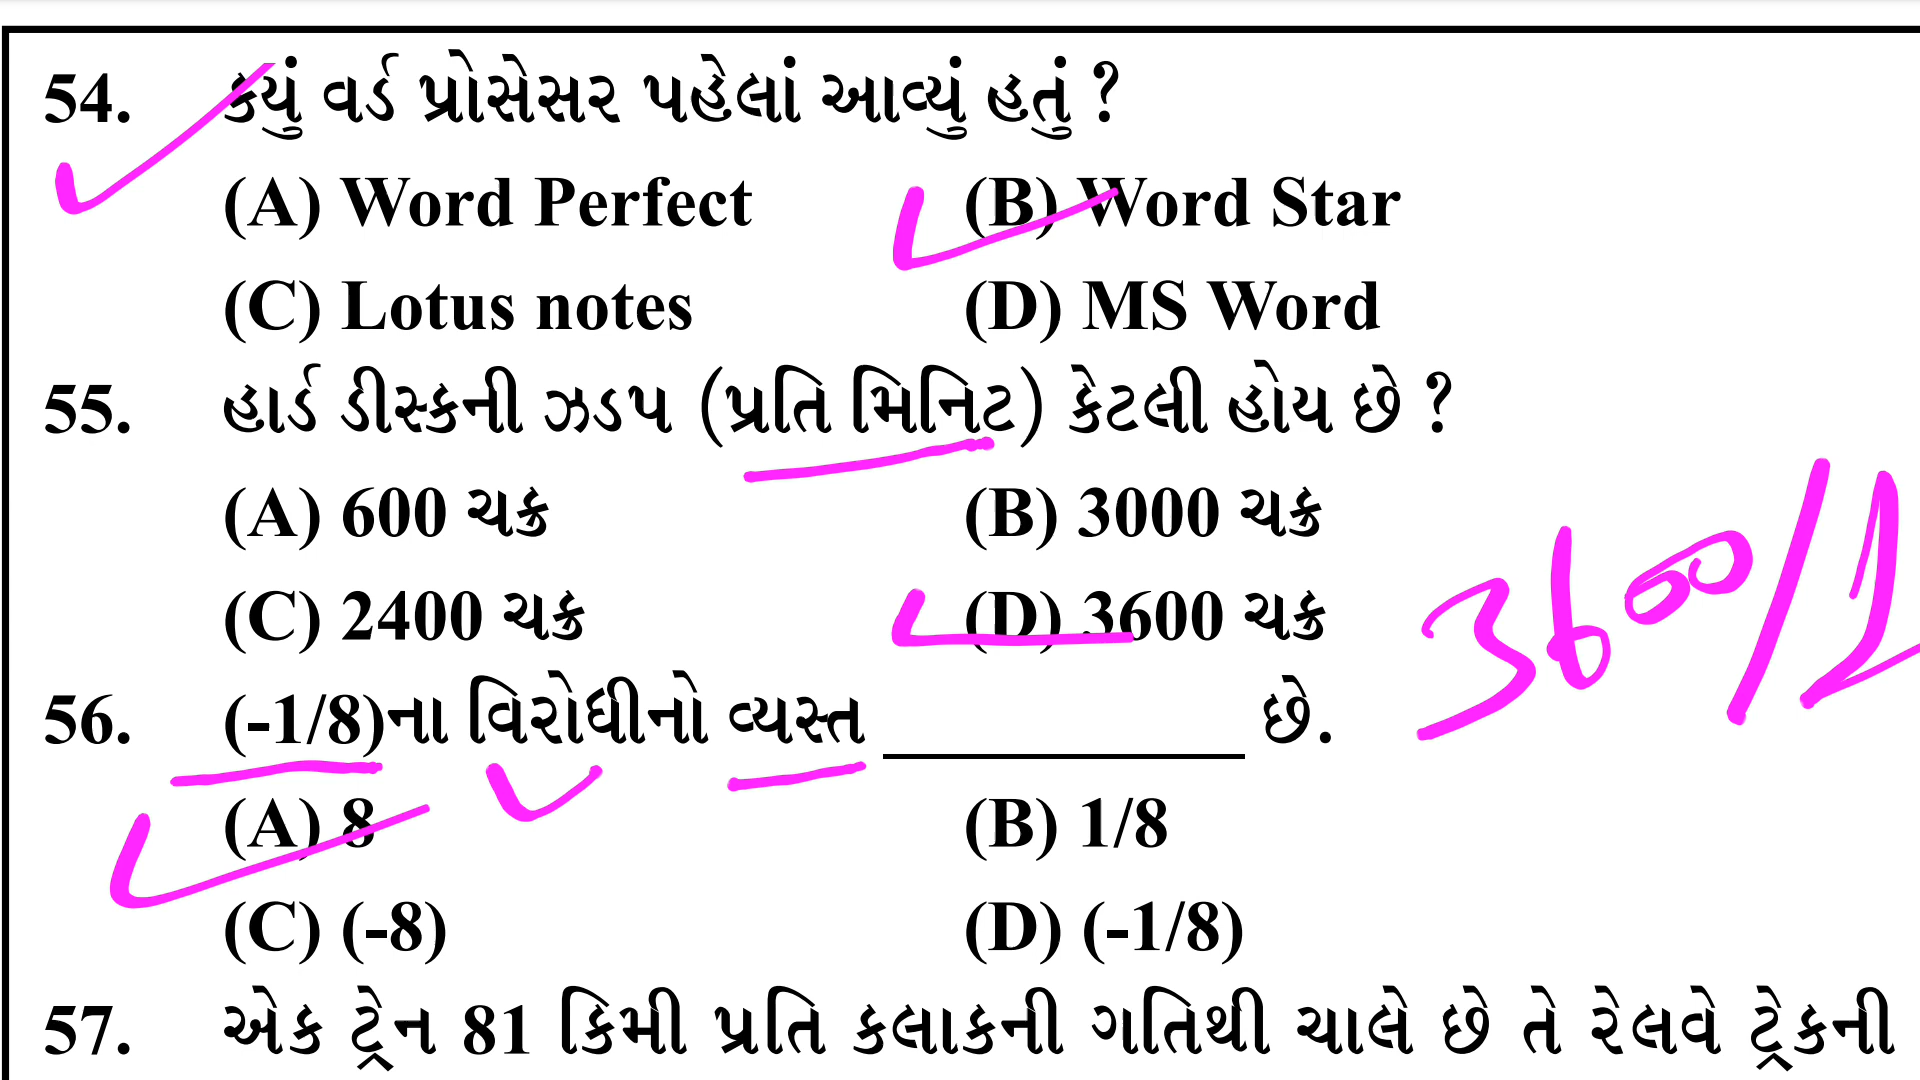 54. ક્યું વર્ડ પ્રોસેસર પહેલાં આવ્યું હતું ?
(A) Word Perfect (B) Word Star
(C) Lotus notes (D) MS Word
55. હાર્ડ ડીસ્કની ઝડપ (પ્રતિ મિનિટ) કેટલી હોય છે ?
(A) 600 ચક્ર (B) 3000 ચક્ર
(C) 2400 ચક્ર (D) 3600 ચક્ર
3600/1
56. (-1/8)ના વિરોધીનો વ્યસ્ત ____________ છે.
(A) 8 (B) 1/8
(C) (-8) (D) (-1/8)
57. એક ટ્રેન 81 કિમી પ્રતિ કલાકની ગતિથી ચાલે છે તે રેલવે ટ્રેકની